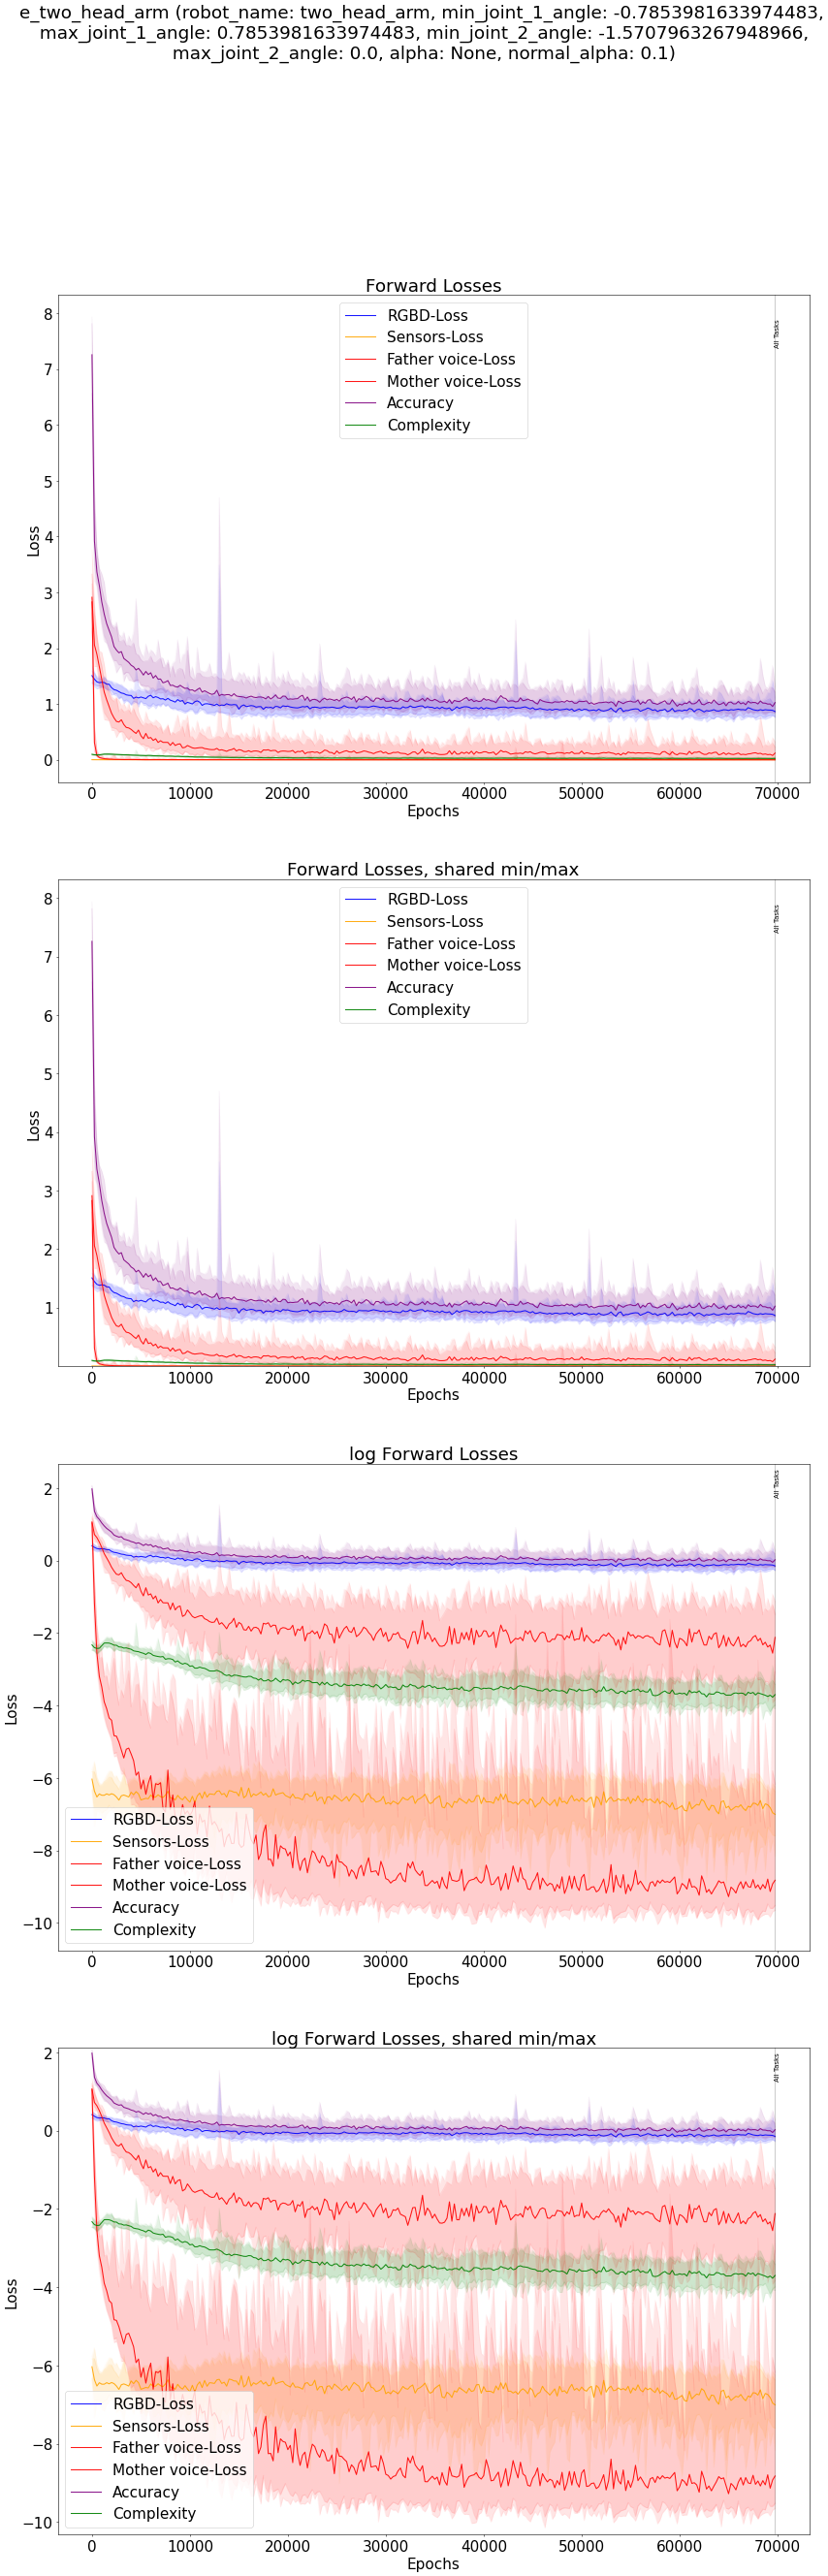 e_two_head_arm (robot_name: two_head_arm, min_joint_1_angle: -0.7853981633974483,
max_joint_1_angle: 0.7853981633974483, min_joint_2_angle: -1.5707963267948966,
max_joint_2_angle: 0.0, alpha: None, normal_alpha: 0.1)
Forward Losses
8
7
6
5
4
3
2
1
0
Loss
RGBD-Loss
Sensors-Loss
Father voice-Loss
Mother voice-Loss
Accuracy
Complexity
All Tasks
0 10000 20000 30000 40000 50000 60000 70000
Epochs
Forward Losses, shared min/max
8
7
6
5
4
3
2
1
Loss
RGBD-Loss
Sensors-Loss
Father voice-Loss
Mother voice-Loss
Accuracy
Complexity
All Tasks
0 10000 20000 30000 40000 50000 60000 70000
Epochs
log Forward Losses
2
0
−2
−4
−6
−8
−10
Loss
RGBD-Loss
Sensors-Loss
Father voice-Loss
Mother voice-Loss
Accuracy
Complexity
All Tasks
0 10000 20000 30000 40000 50000 60000 70000
Epochs
log Forward Losses, shared min/max
2
0
−2
−4
−6
−8
−10
Loss
RGBD-Loss
Sensors-Loss
Father voice-Loss
Mother voice-Loss
Accuracy
Complexity
All Tasks
0 10000 20000 30000 40000 50000 60000 70000
Epochs